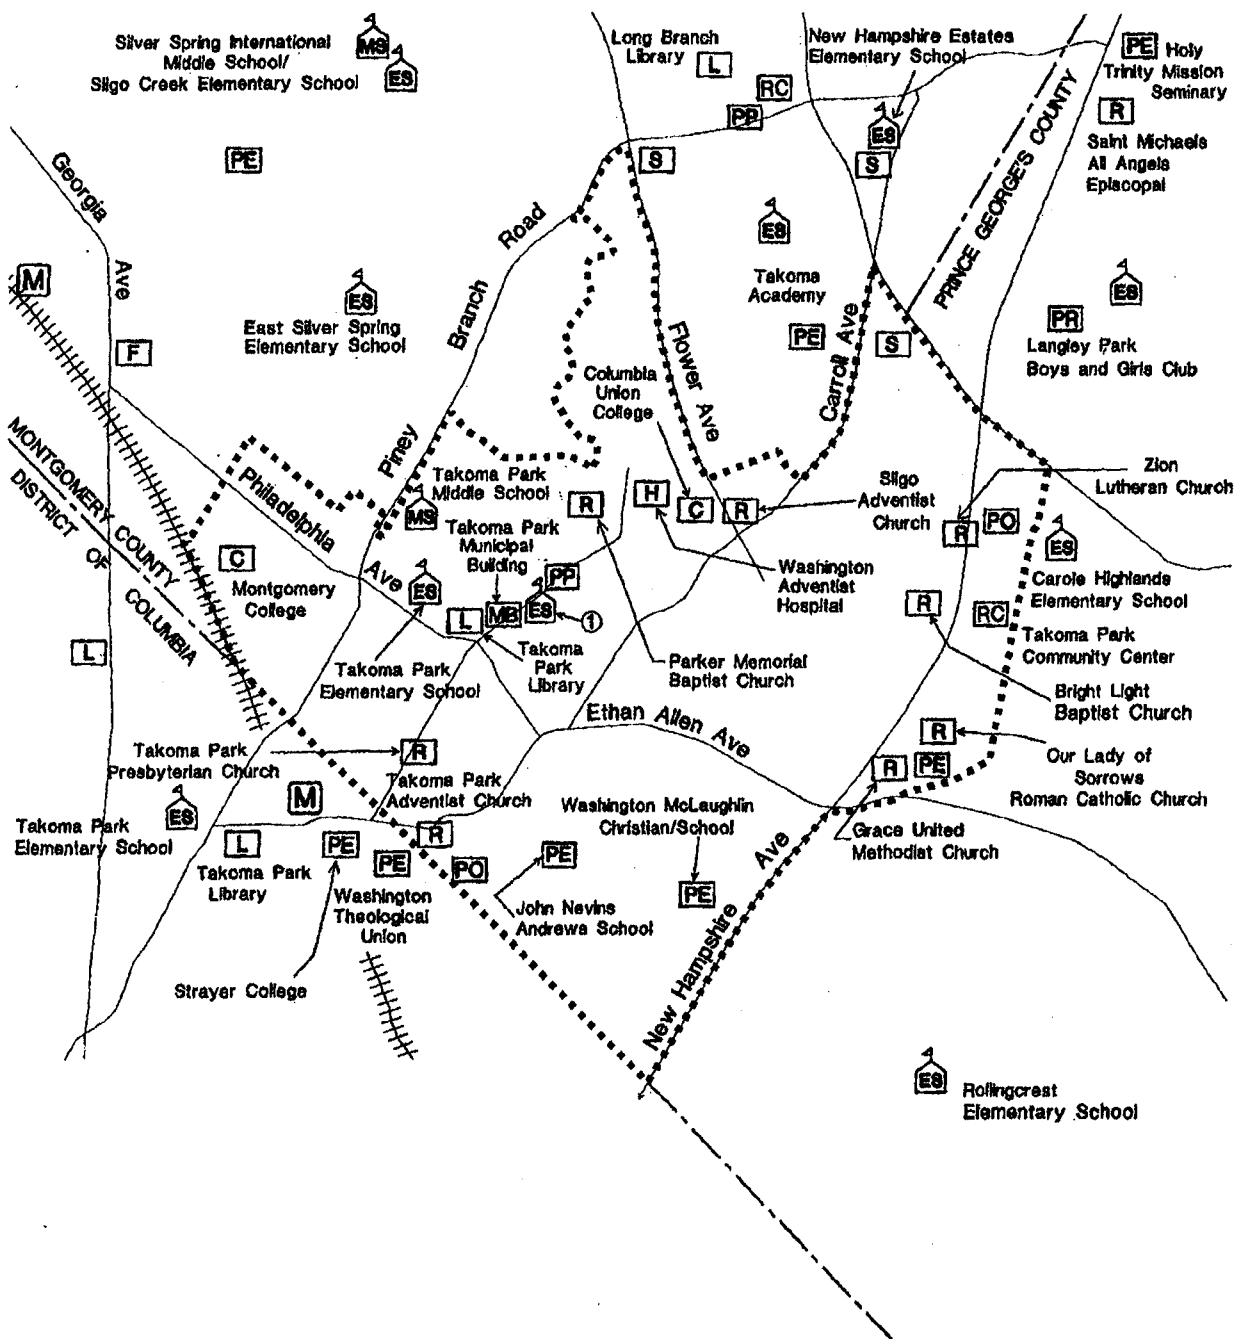 Silver Spring International
Middle School/
Sligo Creek Elementary School
MS
ES
Long Branch
Library
L
RC
PP
New Hampshire Estates
Elementary School
ES
S
S
PE
Holy
Trinity Mission
Seminary
R
Saint Michaels
All Angels
Episcopal
PRINCE GEORGE'S COUNTY
Georgia
Ave
PE
M
F
ES
East Silver Spring
Elementary School
Piney
Branch
Road
ES
Takoma
Academy
PE
Flower Ave
Carroll Ave
S
ES
PR
Langley Park
Boys and Girls Club
Columbia
Union
College
MONTGOMERY COUNTY
DISTRICT OF
COLUMBIA
Philadelphia
Ave
Takoma Park
Middle School
MS
R
H
C
R
Sligo
Adventist
Church
Zion
Lutheran Church
R
PO
ES
Carole Highlands
Elementary School
C
Montgomery
College
Takoma Park
Municipal
Building
ES
L
MB
ES
PP
1
Washington
Adventist
Hospital
R
RC
Takoma Park
Community Center
L
Takoma Park
Elementary School
Takoma
Park
Library
Parker Memorial
Baptist Church
Bright Light
Baptist Church
Ethan Allen Ave
Takoma Park
Presbyterian Church
R
R
Our Lady of
Sorrows
Roman Catholic Church
R
PE
ES
Takoma Park
Elementary School
M
Takoma Park
Adventist Church
Washington McLaughlin
Christian/School
Grace United
Methodist Church
L
Takoma Park
Library
PE
PE
R
PO
PE
PE
Washington
Theological
Union
John Nevins
Andrews School
New Hampshire Ave
Strayer College
ES
Rollingcrest
Elementary School